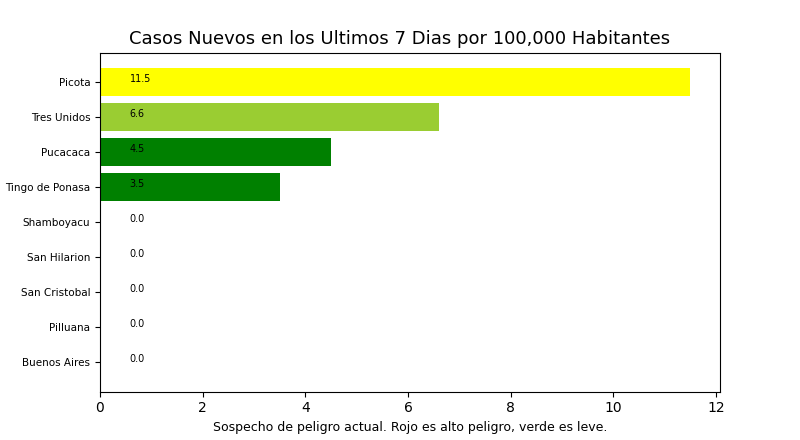 Casos Nuevos en los Ultimos 7 Dias por 100,000 Habitantes
Picota 11.5
Tres Unidos 6.6
Pucacaca 4.5
Tingo de Ponasa 3.5
Shamboyacu 0.0
San Hilarion 0.0
San Cristobal 0.0
Pilluana 0.0
Buenos Aires 0.0
0 2 4 6 8 10 12
Sospecho de peligro actual. Rojo es alto peligro, verde es leve.